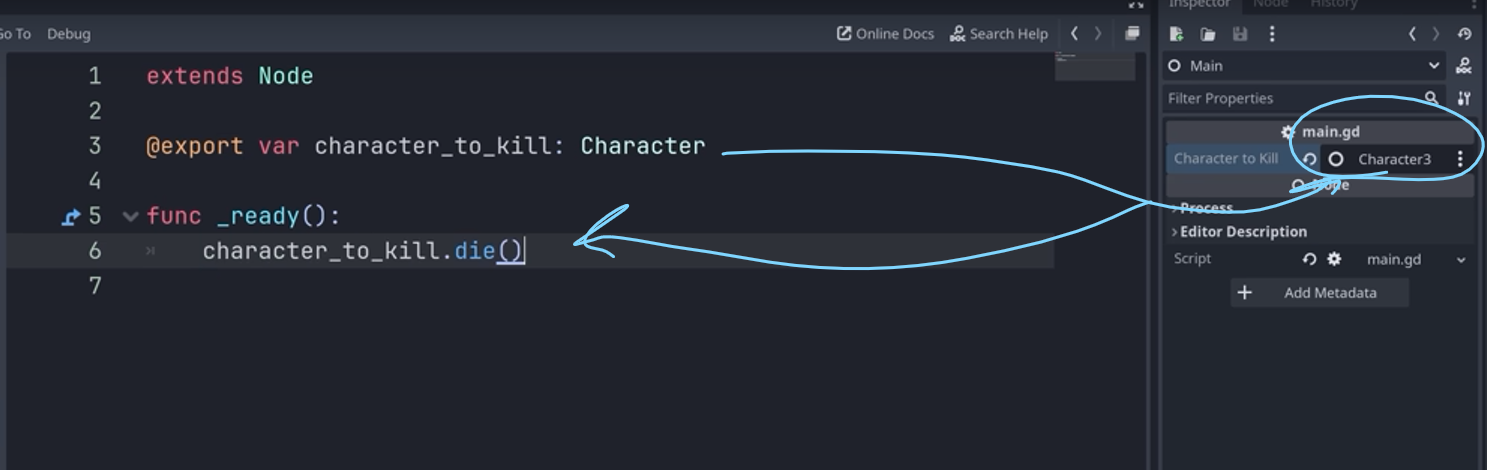 Inspector Node History
Go To Debug Online Docs Search Help
Main
Filter Properties
main.gd
Character to Kill Character3
Node
Process
Editor Description
Script main.gd
Add Metadata
1 extends Node
2
3 @export var character_to_kill: Character
4
5 func _ready():
6 character_to_kill.die()
7